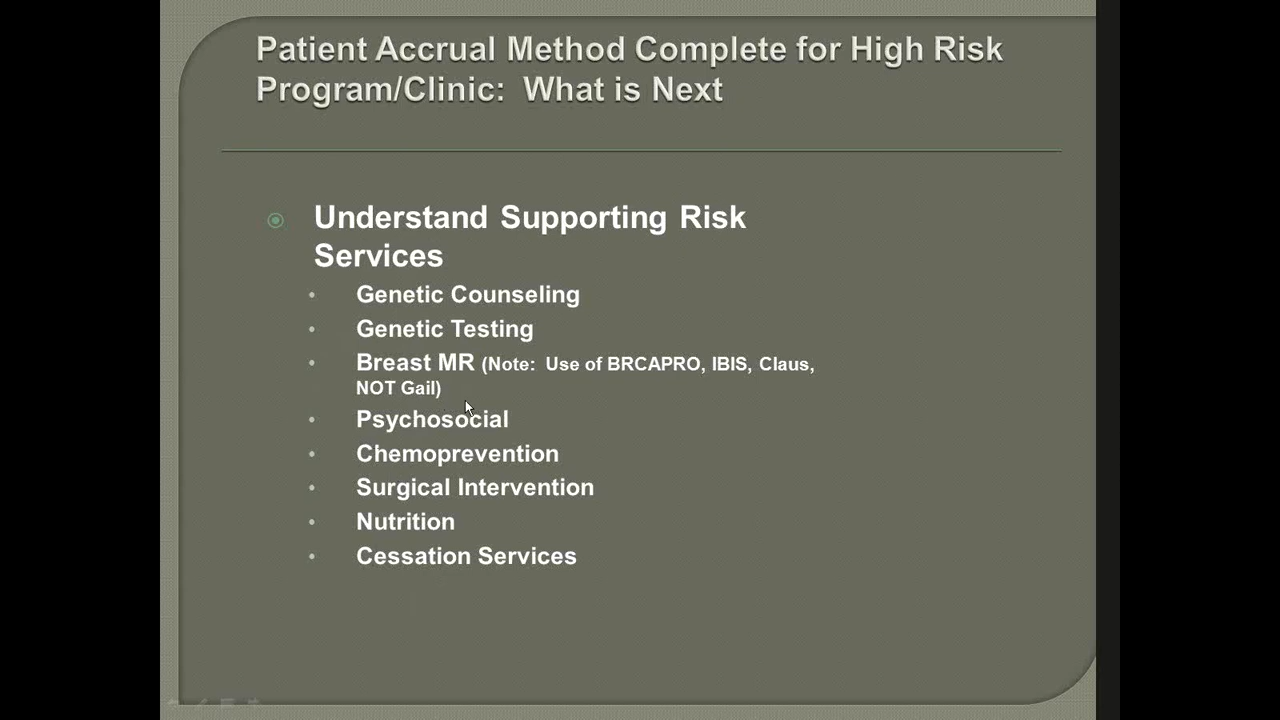 Patient Accrual Method Complete for High Risk
Program/Clinic: What is Next
Understand Supporting Risk
Services
Genetic Counseling
Genetic Testing
Breast MR (Note: Use of BRCAPRO, IBIS, Claus,
NOT Gail)
Psychosocial
Chemoprevention
Surgical Intervention
Nutrition
Cessation Services